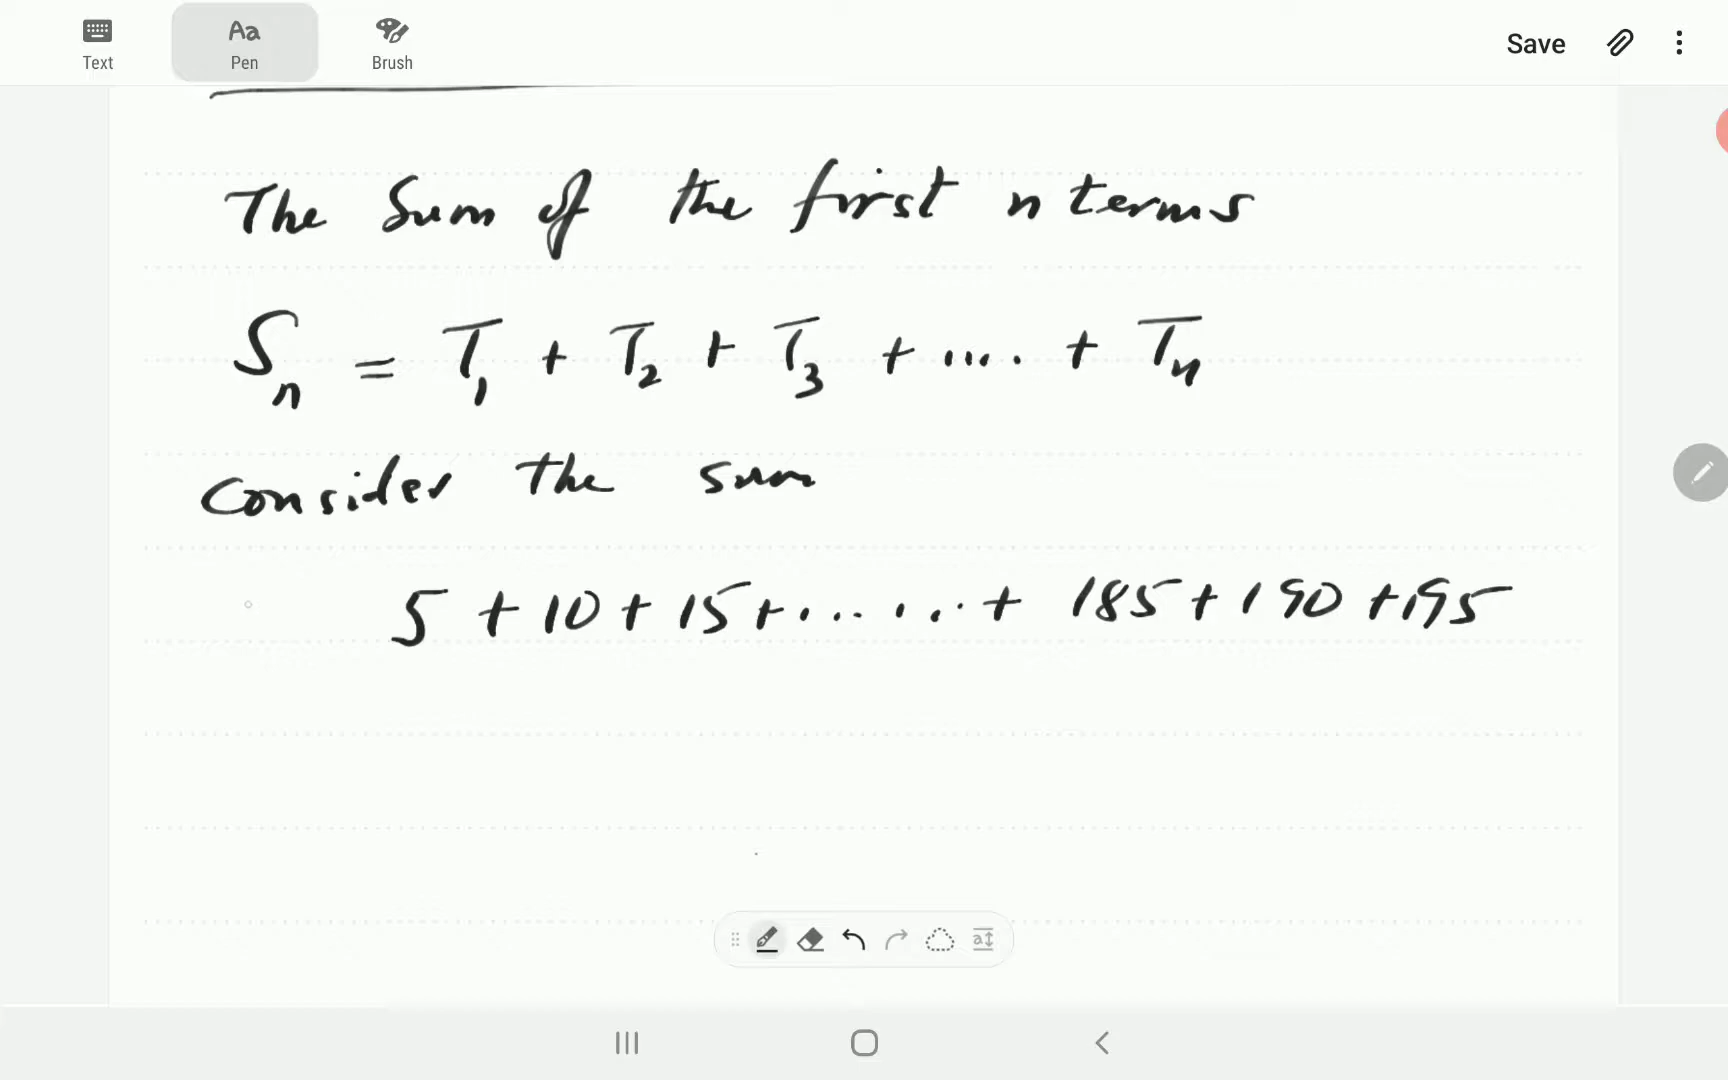 Text
Aa
Pen
Brush
Save
The Sum of the first n terms
Sn = T1 + T2 + T3 + .... + Tn
Consider the sum
5 + 10 + 15 + ....... + 185 + 190 + 195
a